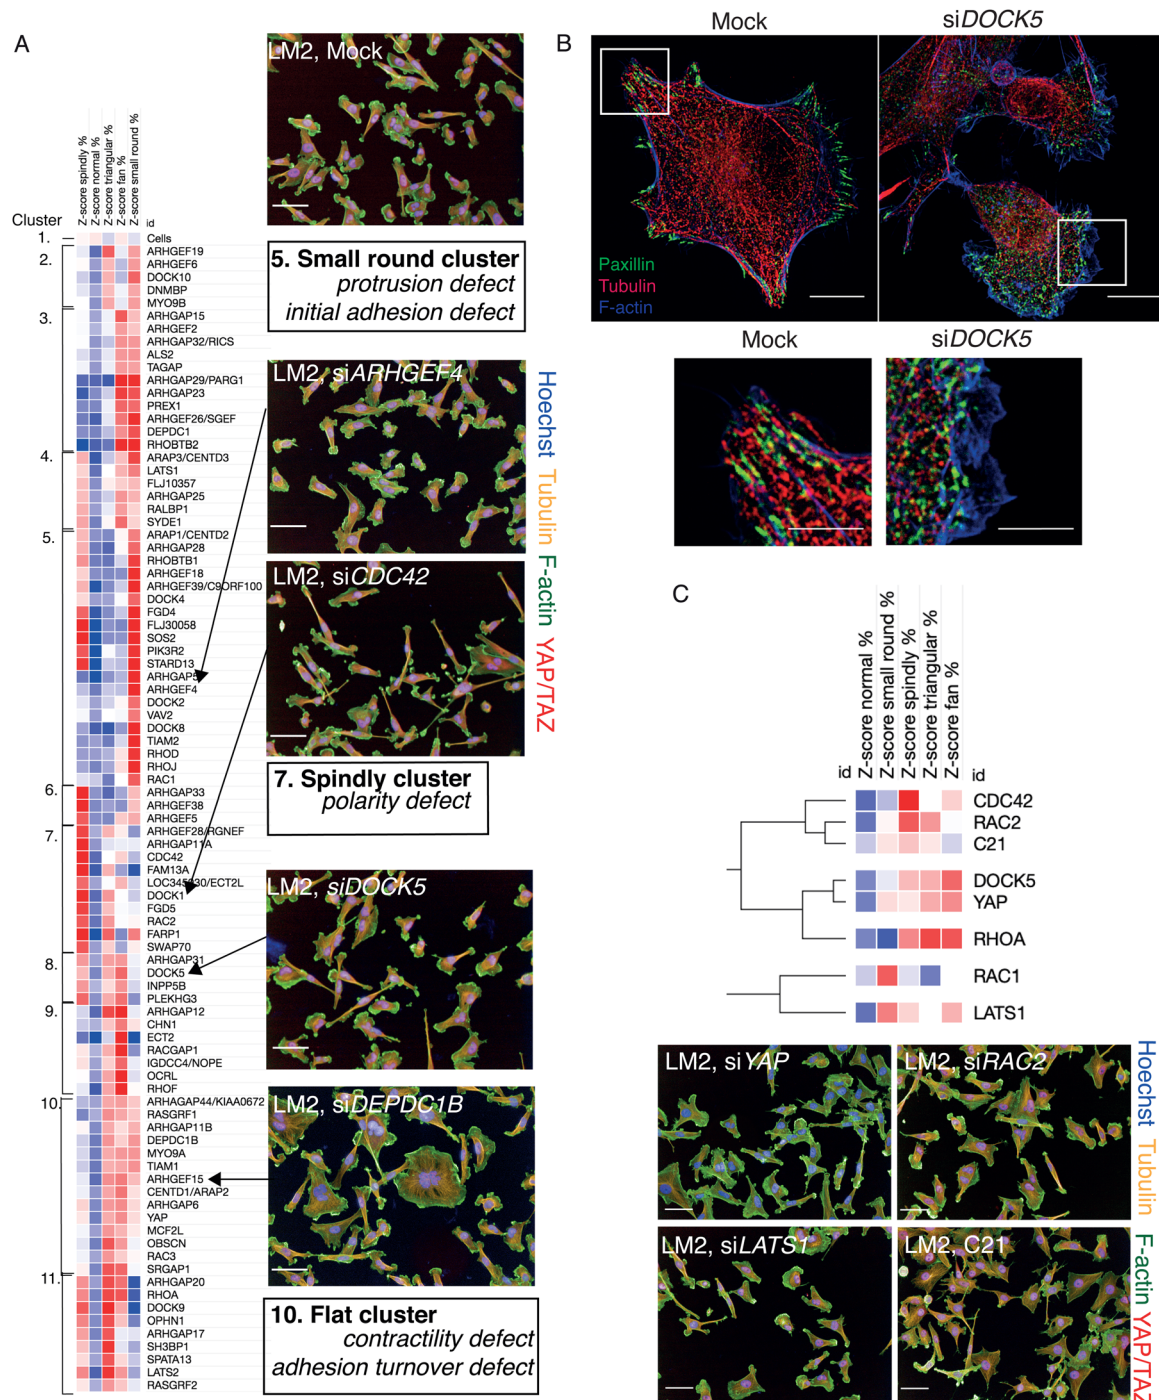 A
Z-score spindly %
Z-score normal %
Z-score triangular %
Z-score fan %
Z-score small round %
Cluster
id
1.
Cells
2.
ARHGEF19
ARHGEF6
DOCK10
DNMBP
MYO9B
3.
ARHGAP15
ARHGEF2
ARHGAP32/RICS
ALS2
TAGAP
ARHGAP29/PARG1
ARHGAP23
PREX1
ARHGEF26/SGEF
DEPDC1
RHOBTB2
4.
ARAP3/CENTD3
LATS1
FLJ10357
ARHGAP25
RALBP1
SYDE1
5.
ARAP1/CENTD2
ARHGAP28
RHOBTB1
ARHGEF18
ARHGEF39/C9ORF100
DOCK4
FGD4
FLJ30058
SOS2
PIK3R2
STARD13
ARHGAP5
ARHGEF4
DOCK2
VAV2
DOCK8
TIAM2
RHOD
RHOJ
RAC1
6.
ARHGAP33
ARHGEF38
ARHGEF5
7.
ARHGEF28/RGNEF
ARHGAP11A
CDC42
FAM13A
LOC345930/ECT2L
DOCK1
FGD5
RAC2
FARP1
SWAP70
8.
ARHGAP31
DOCK5
INPP5B
PLEKHG3
9.
ARHGAP12
CHN1
ECT2
RACGAP1
IGDCC4/NOPE
OCRL
RHOF
10.
ARHAGAP44/KIAA0672
RASGRF1
ARHGAP11B
DEPDC1B
MYO9A
TIAM1
ARHGEF15
CENTD1/ARAP2
ARHGAP6
YAP
MCF2L
OBSCN
RAC3
SRGAP1
11.
ARHGAP20
RHOA
DOCK9
OPHN1
ARHGAP17
SH3BP1
SPATA13
LATS2
RASGRF2
LM2, Mock
5. Small round cluster
protrusion defect
initial adhesion defect
LM2, siARHGEF4
LM2, siCDC42
Hoechst Tubulin F-actin YAP/TAZ
7. Spindly cluster
polarity defect
LM2, siDOCK5
LM2, siDEPDC1B
10. Flat cluster
contractility defect
adhesion turnover defect
B
Mock
siDOCK5
Paxillin
Tubulin
F-actin
Mock
siDOCK5
C
Z-score normal %
Z-score small round %
Z-score spindly %
Z-score triangular %
Z-score fan %
id
id
CDC42
RAC2
C21
DOCK5
YAP
RHOA
RAC1
LATS1
LM2, siYAP
LM2, siRAC2
LM2, siLATS1
LM2, C21
Hoechst Tubulin F-actin YAP/TAZ